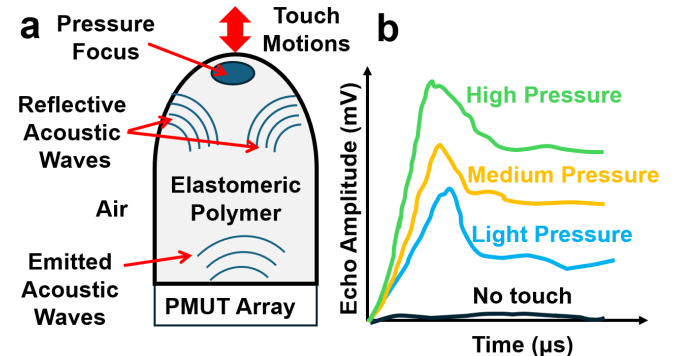 a
Touch
Motions
Pressure
Focus
Reflective
Acoustic
Waves
Elastomeric
Polymer
Air
Emitted
Acoustic
Waves
PMUT Array
b
Echo Amplitude (mV)
High Pressure
Medium Pressure
Light Pressure
No touch
Time (µs)